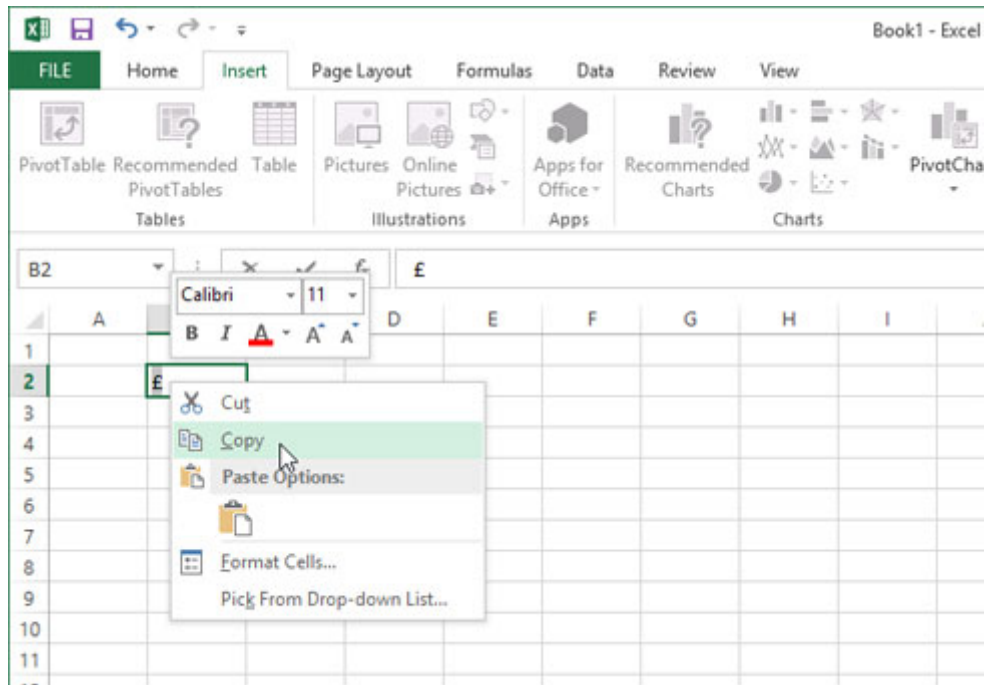 Book1 - Excel
FILE Home Insert Page Layout Formulas Data Review View
PivotTable Recommended PivotTables Table Pictures Online Pictures Apps for Office Recommended Charts PivotCha
Tables Illustrations Apps Charts
B2 £
Calibri 11
A D E F G H I
B I A A A
1
2 £
Cut
3
4 Copy
5 Paste Options:
6
7
8 Format Cells...
9 Pick From Drop-down List...
10
11